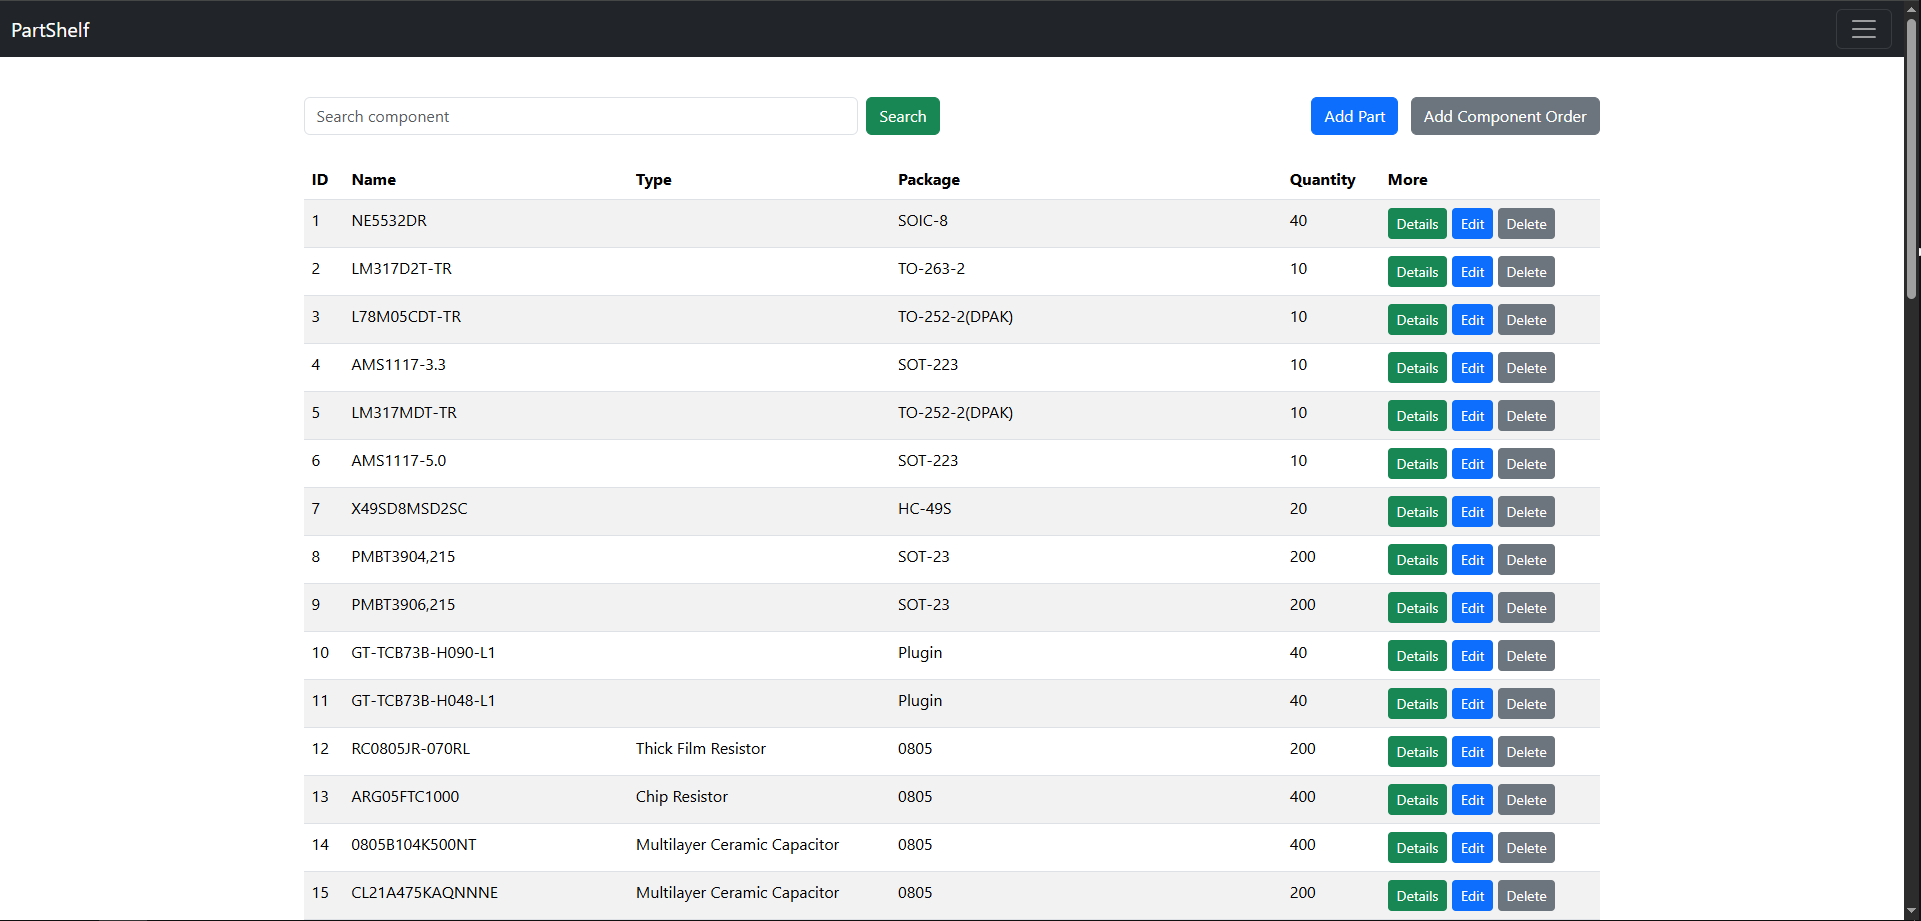 PartShelf
Search component Search Add Part Add Component Order
ID Name Type Package Quantity More
1 NE5532DR SOIC-8 40 Details Edit Delete
2 LM317D2T-TR TO-263-2 10 Details Edit Delete
3 L78M05CDT-TR TO-252-2(DPAK) 10 Details Edit Delete
4 AMS1117-3.3 SOT-223 10 Details Edit Delete
5 LM317MDT-TR TO-252-2(DPAK) 10 Details Edit Delete
6 AMS1117-5.0 SOT-223 10 Details Edit Delete
7 X49SD8MSD2SC HC-49S 20 Details Edit Delete
8 PMBT3904,215 SOT-23 200 Details Edit Delete
9 PMBT3906,215 SOT-23 200 Details Edit Delete
10 GT-TCB73B-H090-L1 Plugin 40 Details Edit Delete
11 GT-TCB73B-H048-L1 Plugin 40 Details Edit Delete
12 RC0805JR-070RL Thick Film Resistor 0805 200 Details Edit Delete
13 ARG05FTC1000 Chip Resistor 0805 400 Details Edit Delete
14 0805B104K500NT Multilayer Ceramic Capacitor 0805 400 Details Edit Delete
15 CL21A475KAQNNNE Multilayer Ceramic Capacitor 0805 200 Details Edit Delete